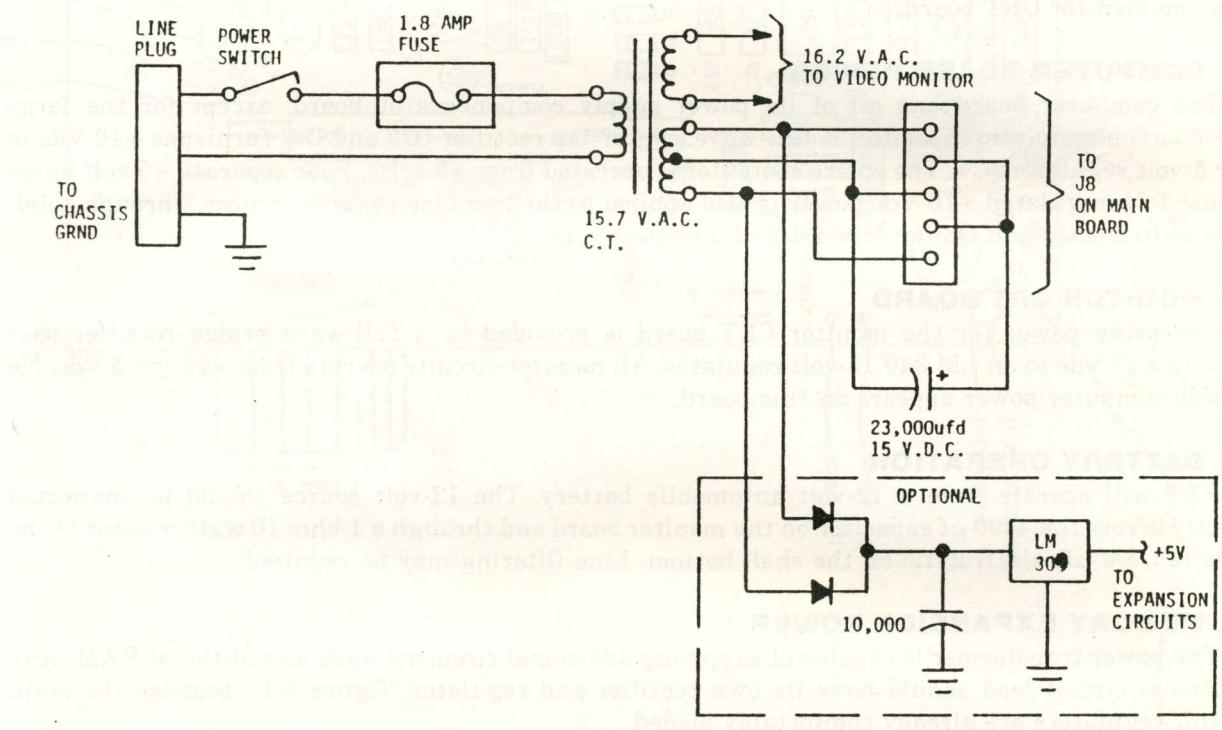 LINE
PLUG
POWER
SWITCH
1.8 AMP
FUSE
16.2 V.A.C.
TO VIDEO MONITOR
TO
CHASSIS
GRND
15.7 V.A.C.
C.T.
TO
J8
ON MAIN
BOARD
+
23,000ufd
15 V.D.C.
OPTIONAL
LM
+5V
TO
EXPANSION
CIRCUITS
10,000